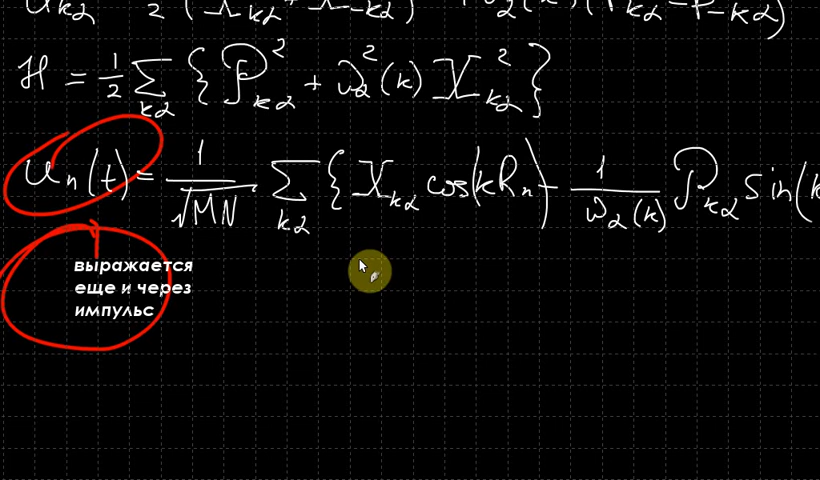 H = 1/2 Σ_{kα} { P²_{kα} + ω²_α(k) X²_{kα} }
u_n(t) = 1/√MN Σ_{kα} { X_{kα} cos(kR_n) - 1/ω_α(k) P_{kα} sin(k
выражается
еще и через
импульс